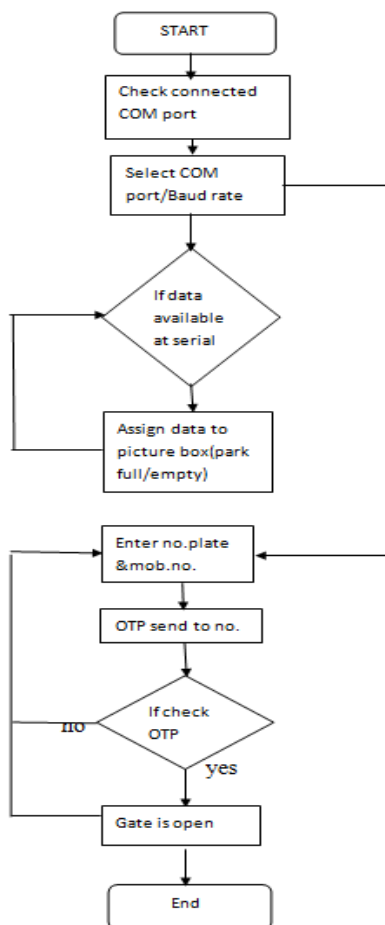 START
Check connected
COM port
Select COM
port/Baud rate
If data
available
at serial
Assign data to
picture box(park
full/empty)
Enter no.plate
&mob.no.
OTP send to no.
If check
OTP
no
yes
Gate is open
End